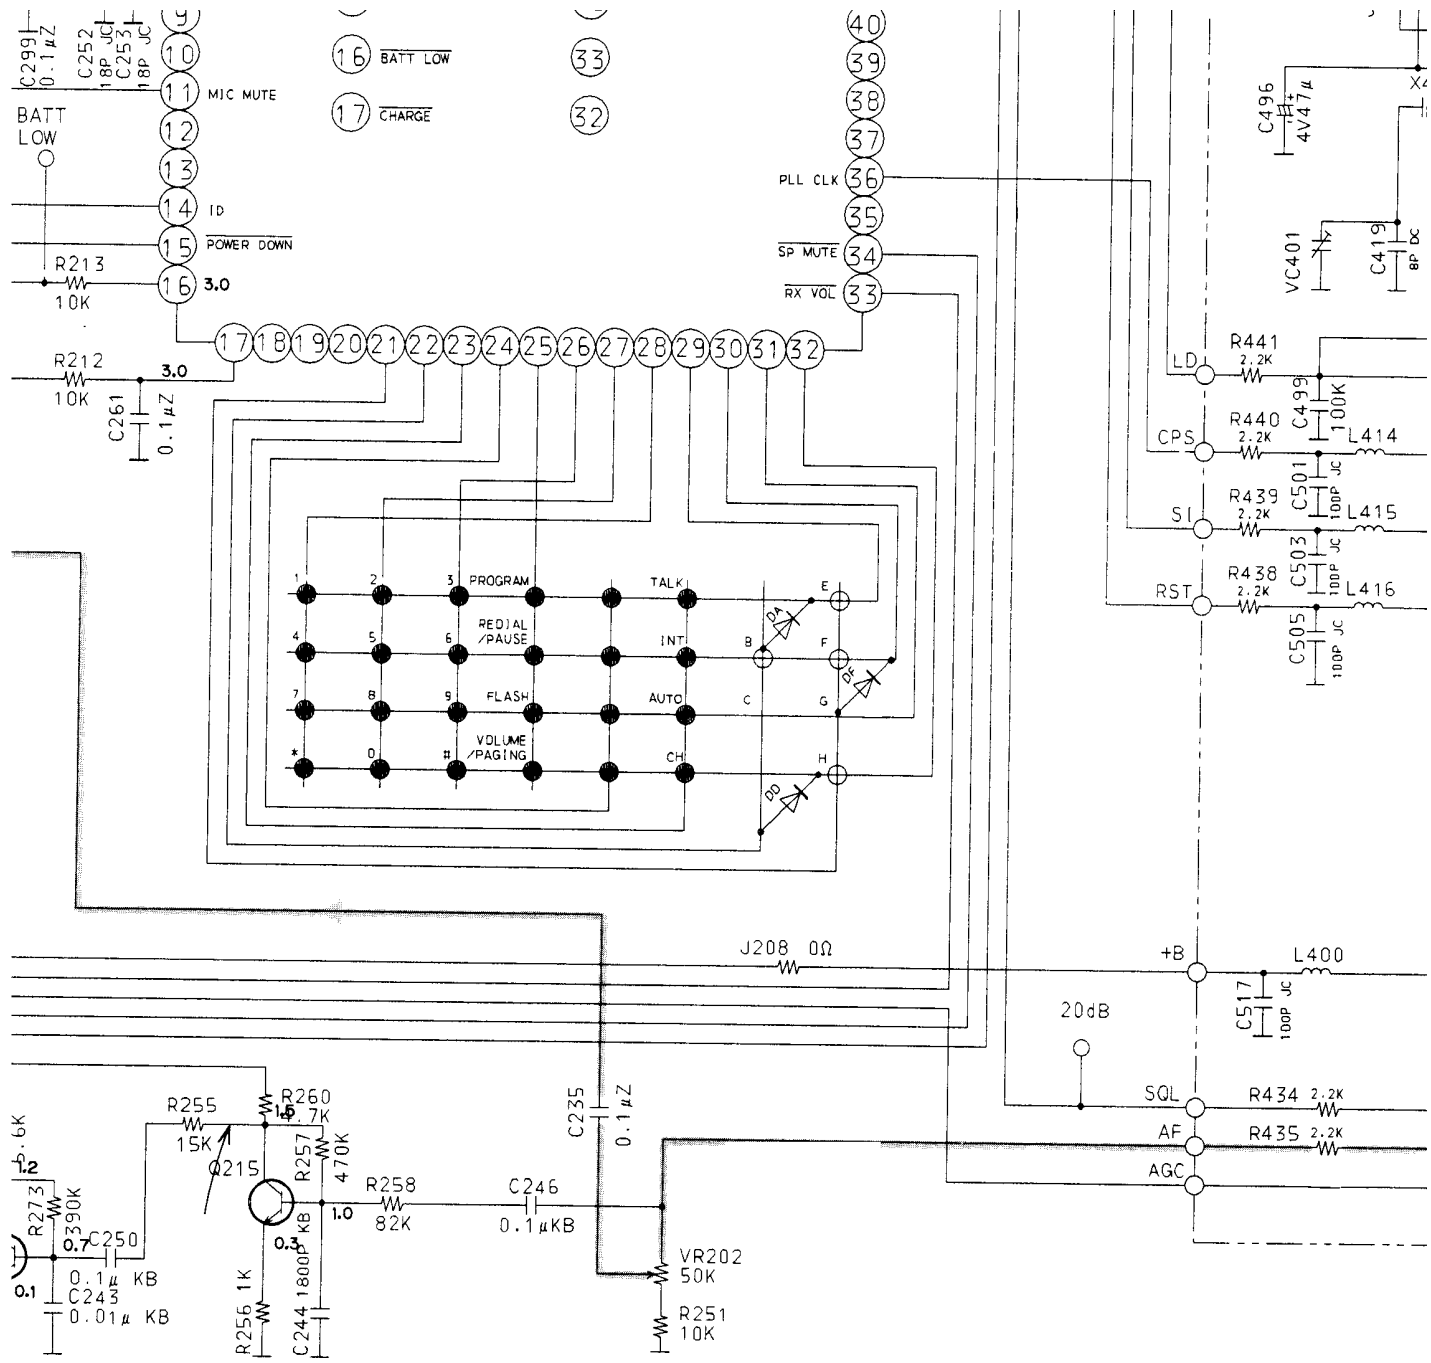 C299
0.1µZ
C252
18P JC
C253
18P JC
9
10
11 MIC MUTE
12
13
14 ID
15 POWER DOWN
16 3.0
BATT
LOW
R213
10K
16 BATT LOW
17 CHARGE
33
32
40
39
38
37
PLL CLK 36
35
SP MUTE 34
RX VOL 33
17 18 19 20 21 22 23 24 25 26 27 28 29 30 31 32
R212
10K
3.0
C261
0.1µZ
C496
4V47µ
+
X4
VC401
C419
8P DC
LD
R441
2.2K
C499
100K
CPS
R440
2.2K
L414
C501
100P JC
SI
R439
2.2K
L415
C503
100P JC
RST
R438
2.2K
L416
C505
100P JC
1 2 3 PROGRAM TALK E
DA
REDIAL
4 5 6 /PAUSE INT B F
DF
7 8 9 FLASH AUTO C G
VOLUME
* 0 # /PAGING CH H
DD
J208 0Ω
+B
L400
C517
100P JC
20dB
SQL
R434 2.2K
AF
R435 2.2K
AGC
C235
0.1µZ
R255
15K
R260
1.6
.7K
R257
470K
Q215
R258
82K
1.0
C246
0.1µKB
0.3
R256 1K
C244 1800P KB
.6K
1.2
R273
390K
0.7
C250
0.1µ KB
0.1
C243
0.01µ KB
VR202
50K
R251
10K